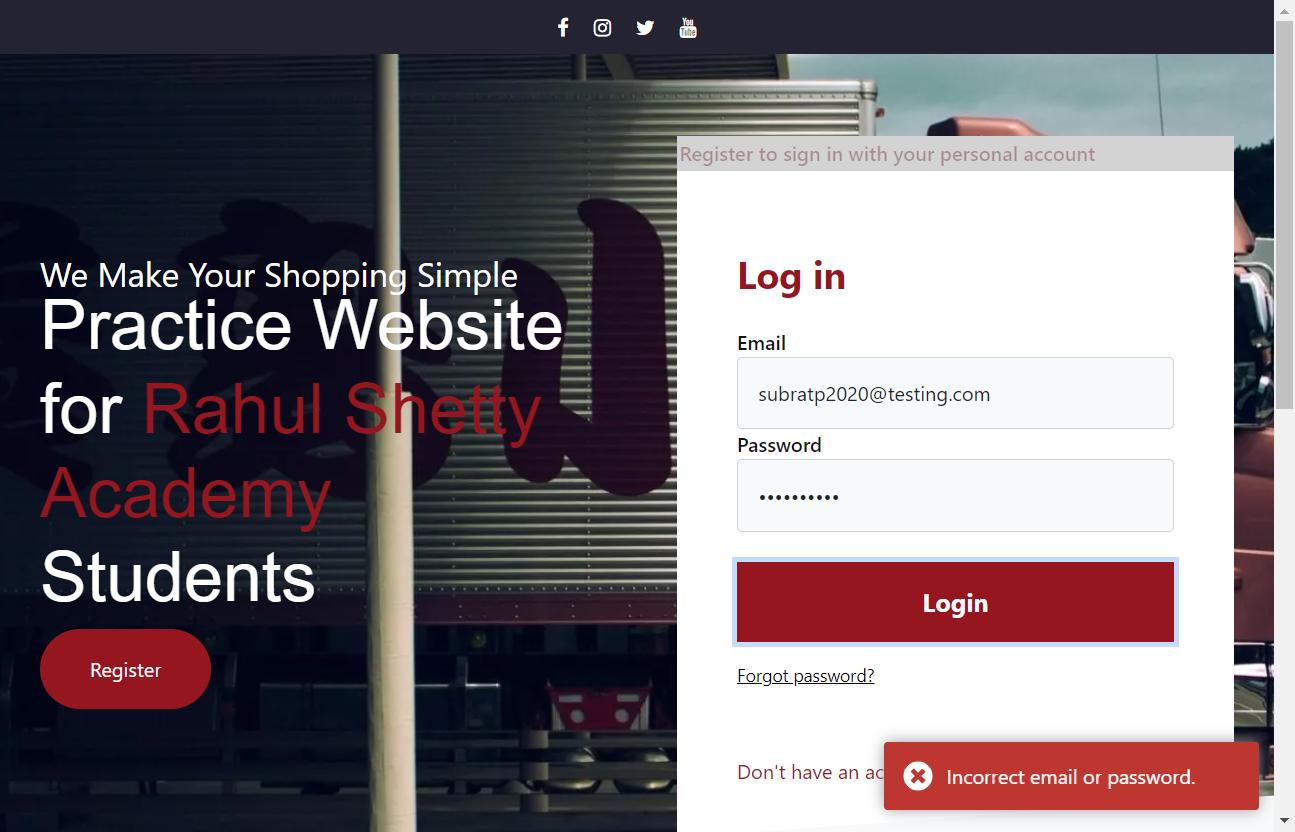 You
Tube
Register to sign in with your personal account
We Make Your Shopping Simple
Practice Website
for Rahul Shetty
Academy
Students
Register
Log in
Email
subratp2020@testing.com
Password
••••••••••
Login
Forgot password?
Don't have an ac
Incorrect email or password.